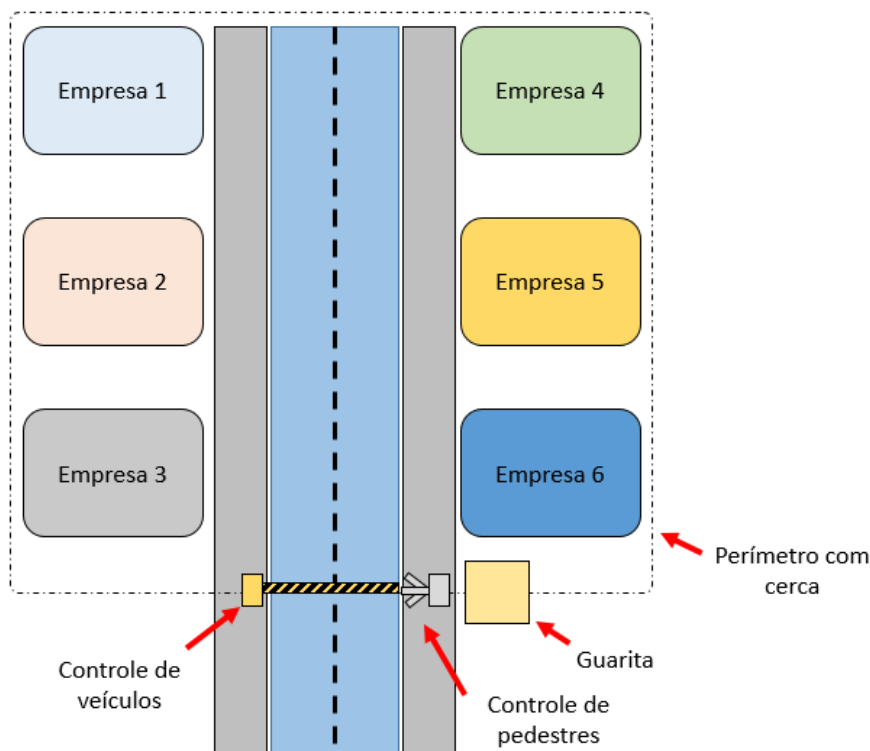 Empresa 1
Empresa 4
Empresa 2
Empresa 5
Empresa 3
Empresa 6
Perímetro com
cerca
Guarita
Controle de
veículos
Controle de
pedestres